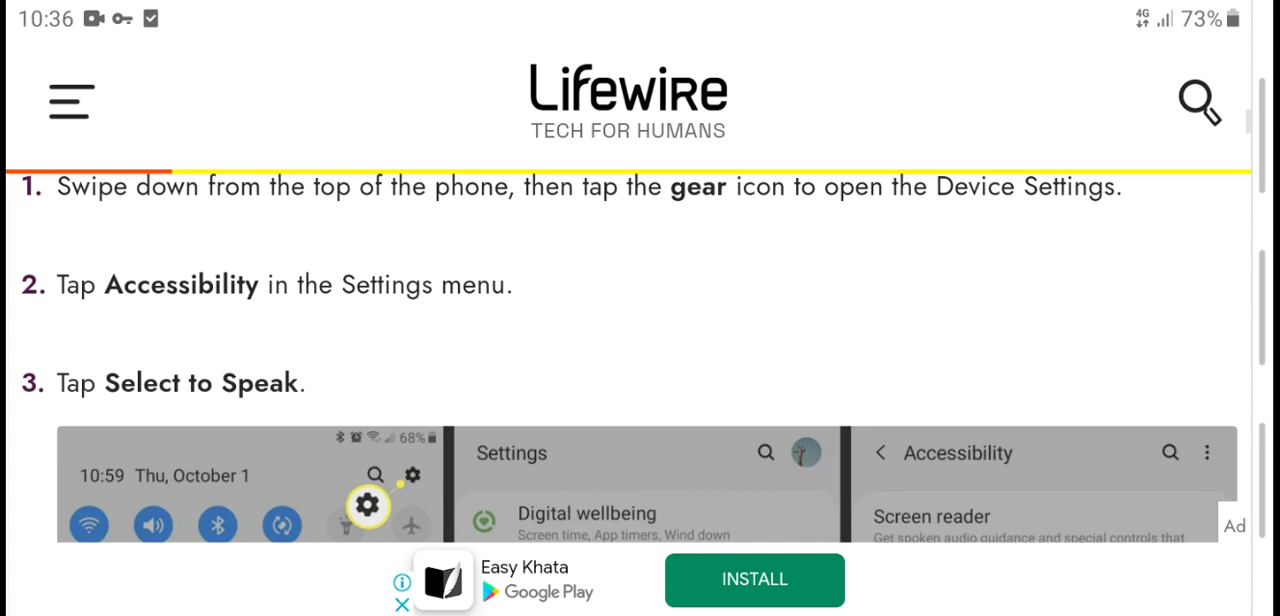 10:36
4G 73%
Lifewire
TECH FOR HUMANS
1. Swipe down from the top of the phone, then tap the gear icon to open the Device Settings.
2. Tap Accessibility in the Settings menu.
3. Tap Select to Speak.
68%
10:59 Thu, October 1
Settings
Digital wellbeing
Screen time, App timers, Wind down
Accessibility
Screen reader
Get spoken audio guidance and special controls that
Ad
Easy Khata
Google Play
INSTALL